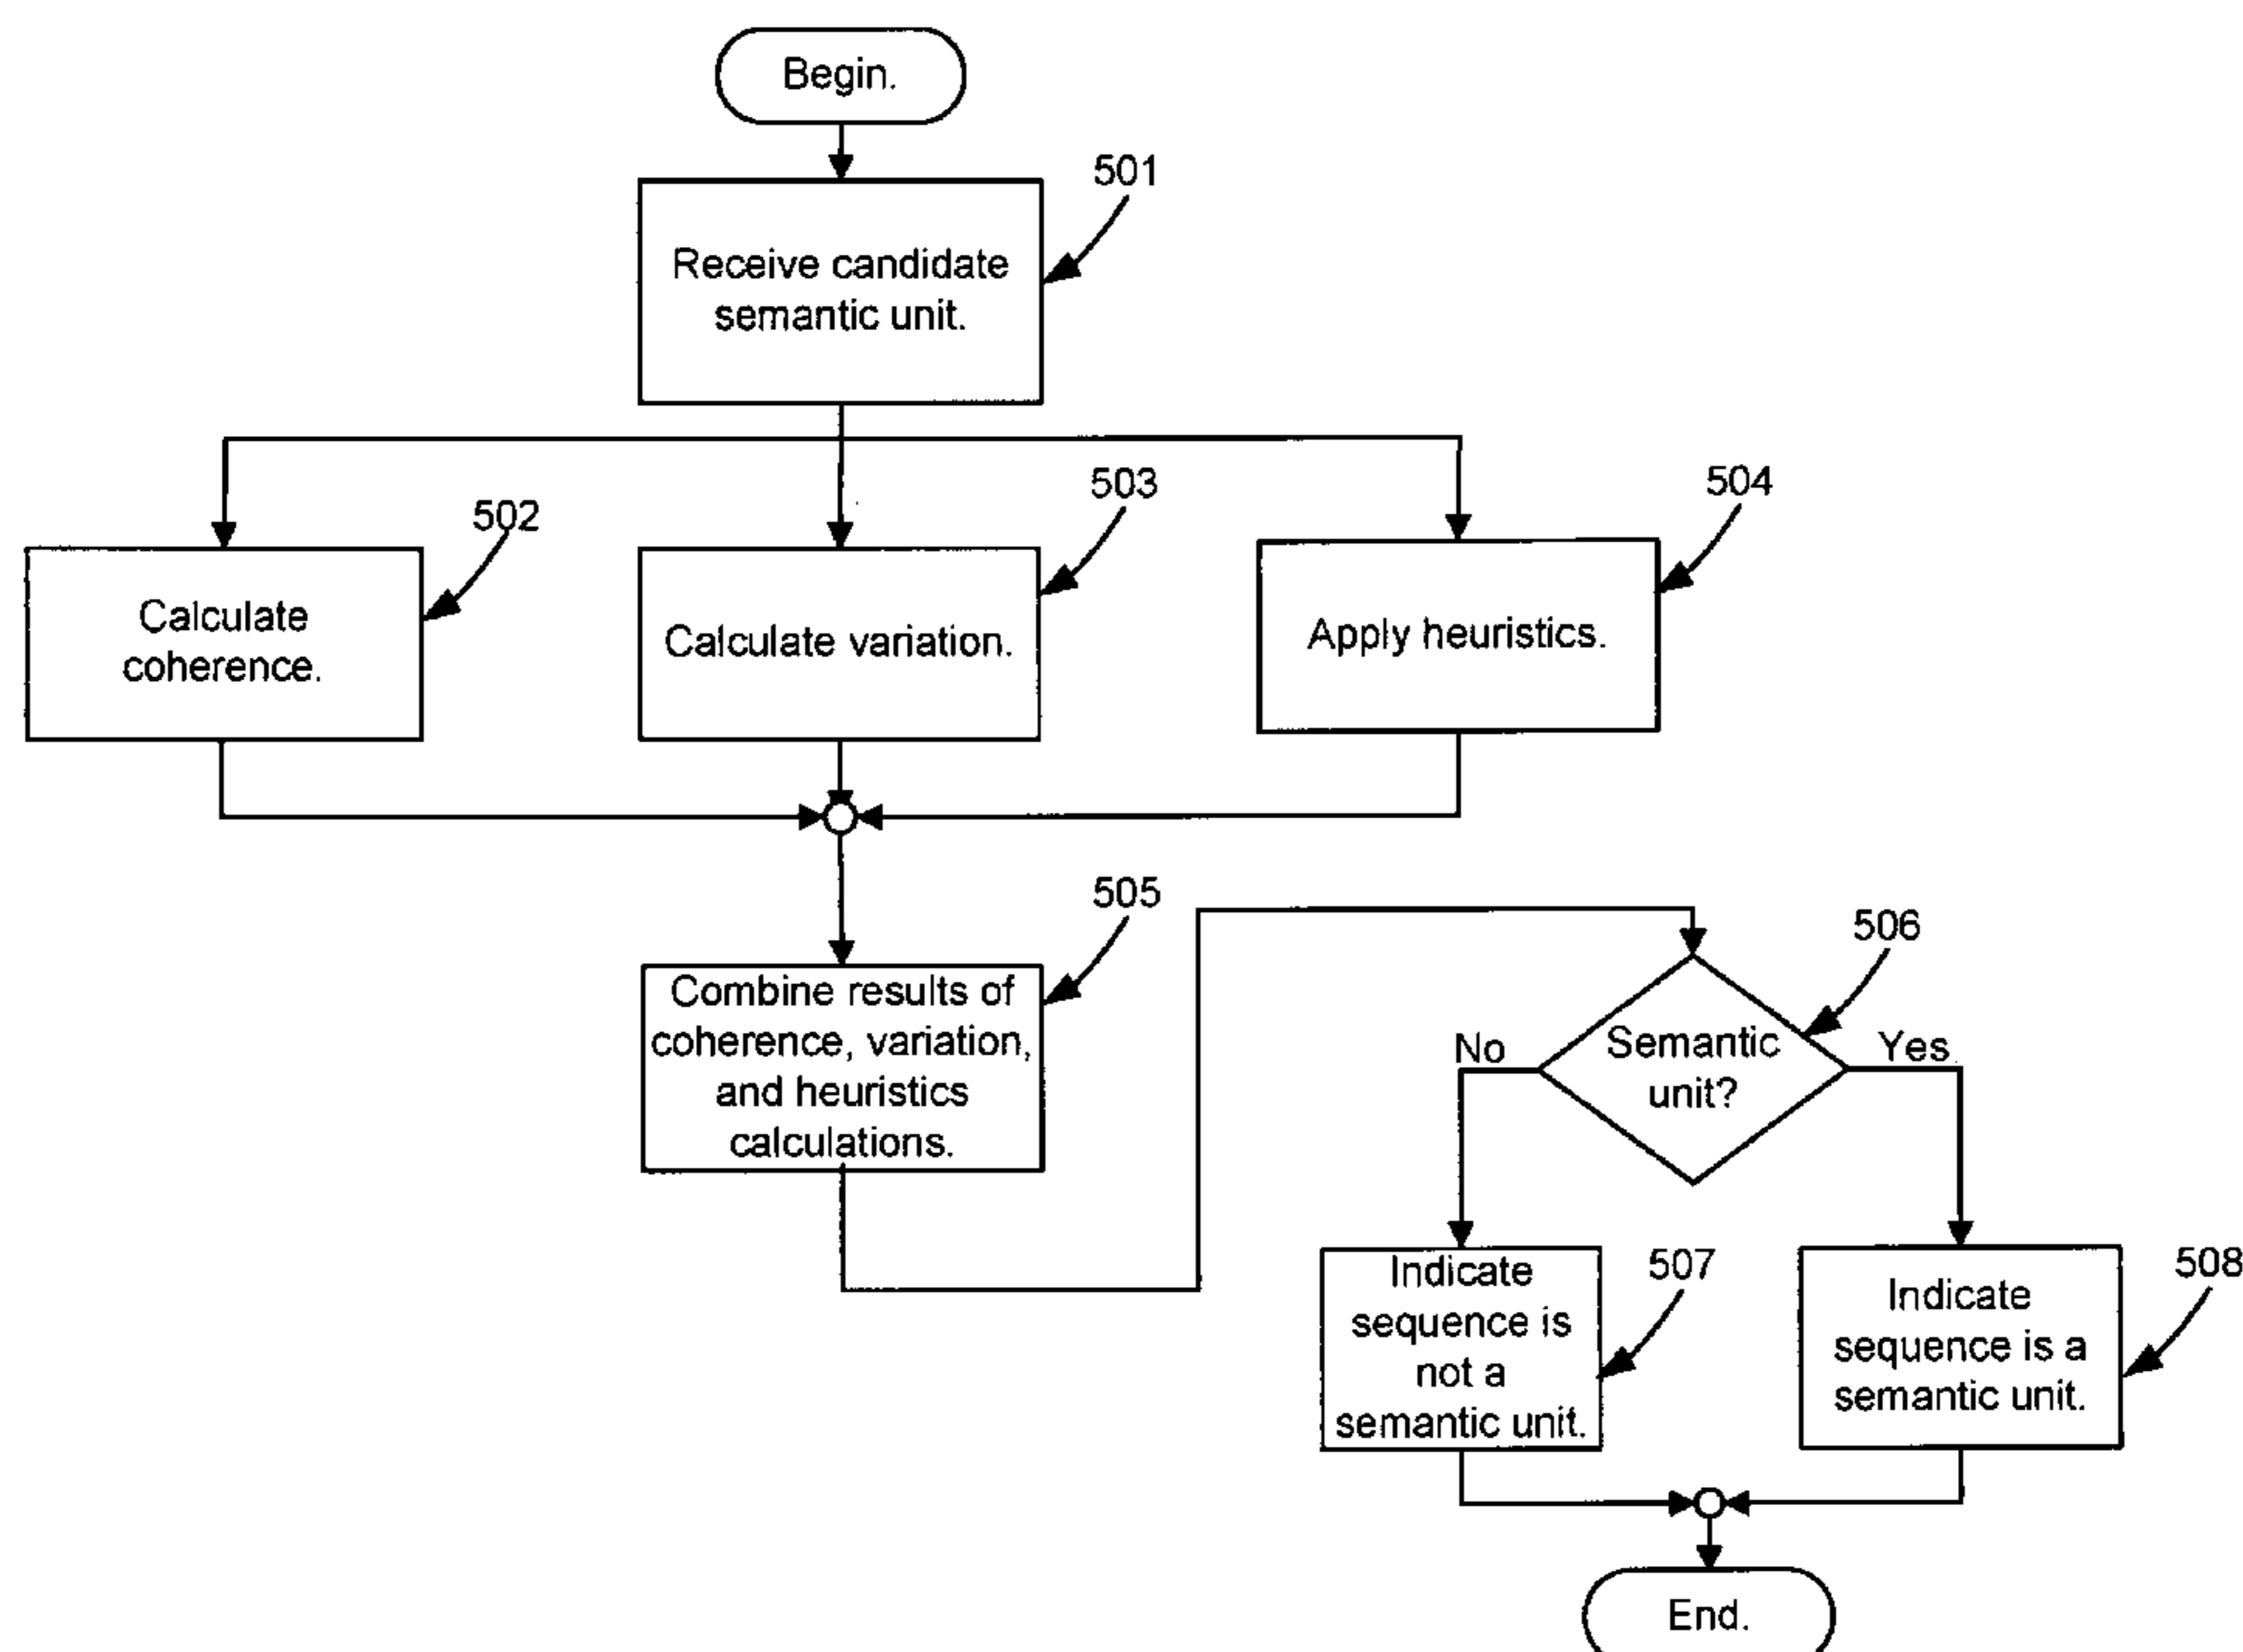 Begin.
501
Receive candidate
semantic unit.
502
503
504
Calculate
coherence.
Calculate variation.
Apply heuristics.
505
Combine results of
coherence, variation,
and heuristics
calculations.
506
No
Semantic
unit?
Yes
507
Indicate
sequence is
not a
semantic unit.
508
Indicate
sequence is a
semantic unit.
End.